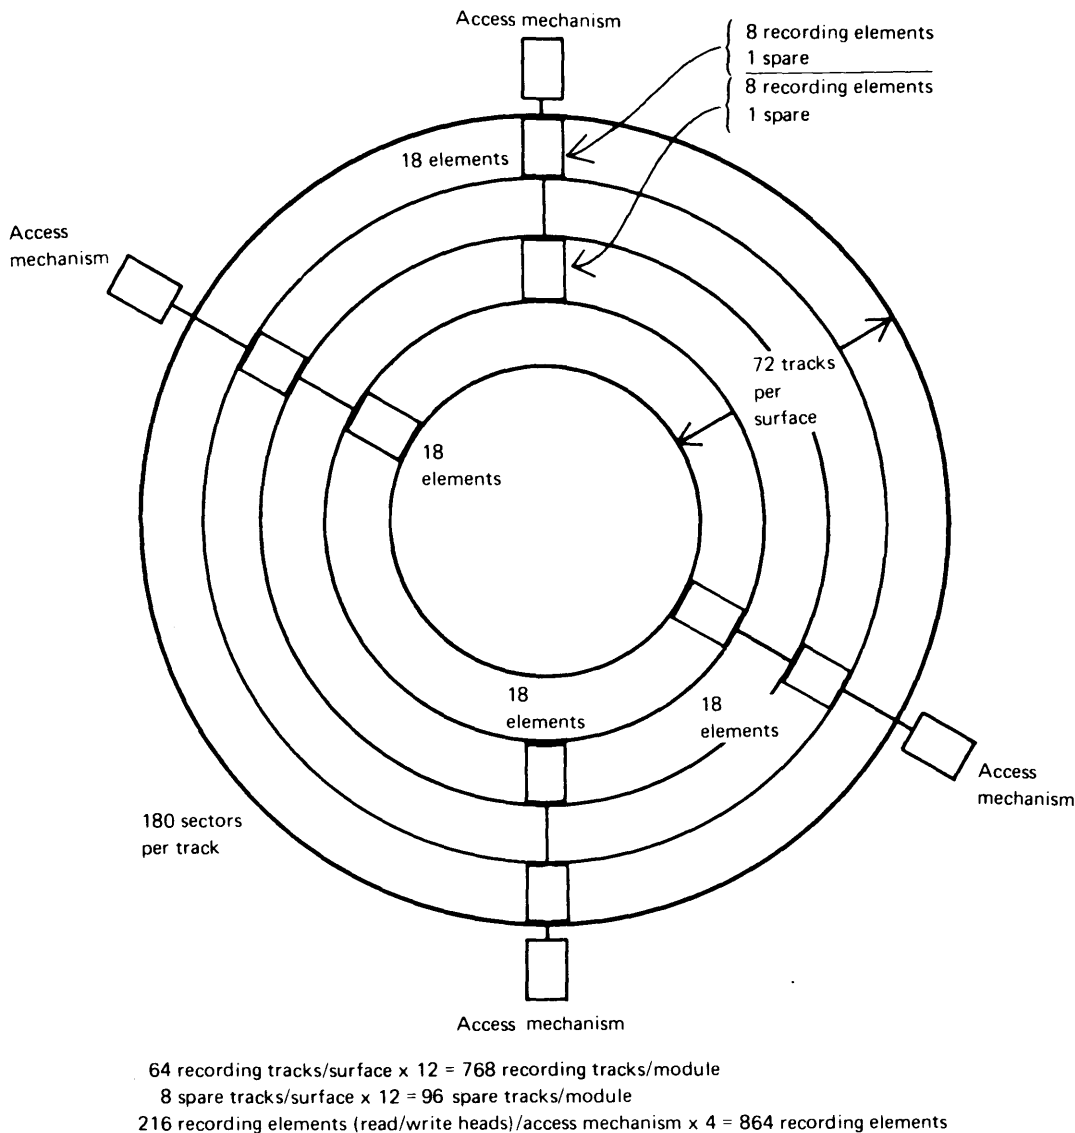 Access mechanism
8 recording elements
1 spare
8 recording elements
1 spare
18 elements
Access
mechanism
72 tracks
per
surface
18
elements
18
elements
18
elements
Access
mechanism
180 sectors
per track
Access mechanism
64 recording tracks/surface x 12 = 768 recording tracks/module
8 spare tracks/surface x 12 = 96 spare tracks/module
216 recording elements (read/write heads)/access mechanism x 4 = 864 recording elements